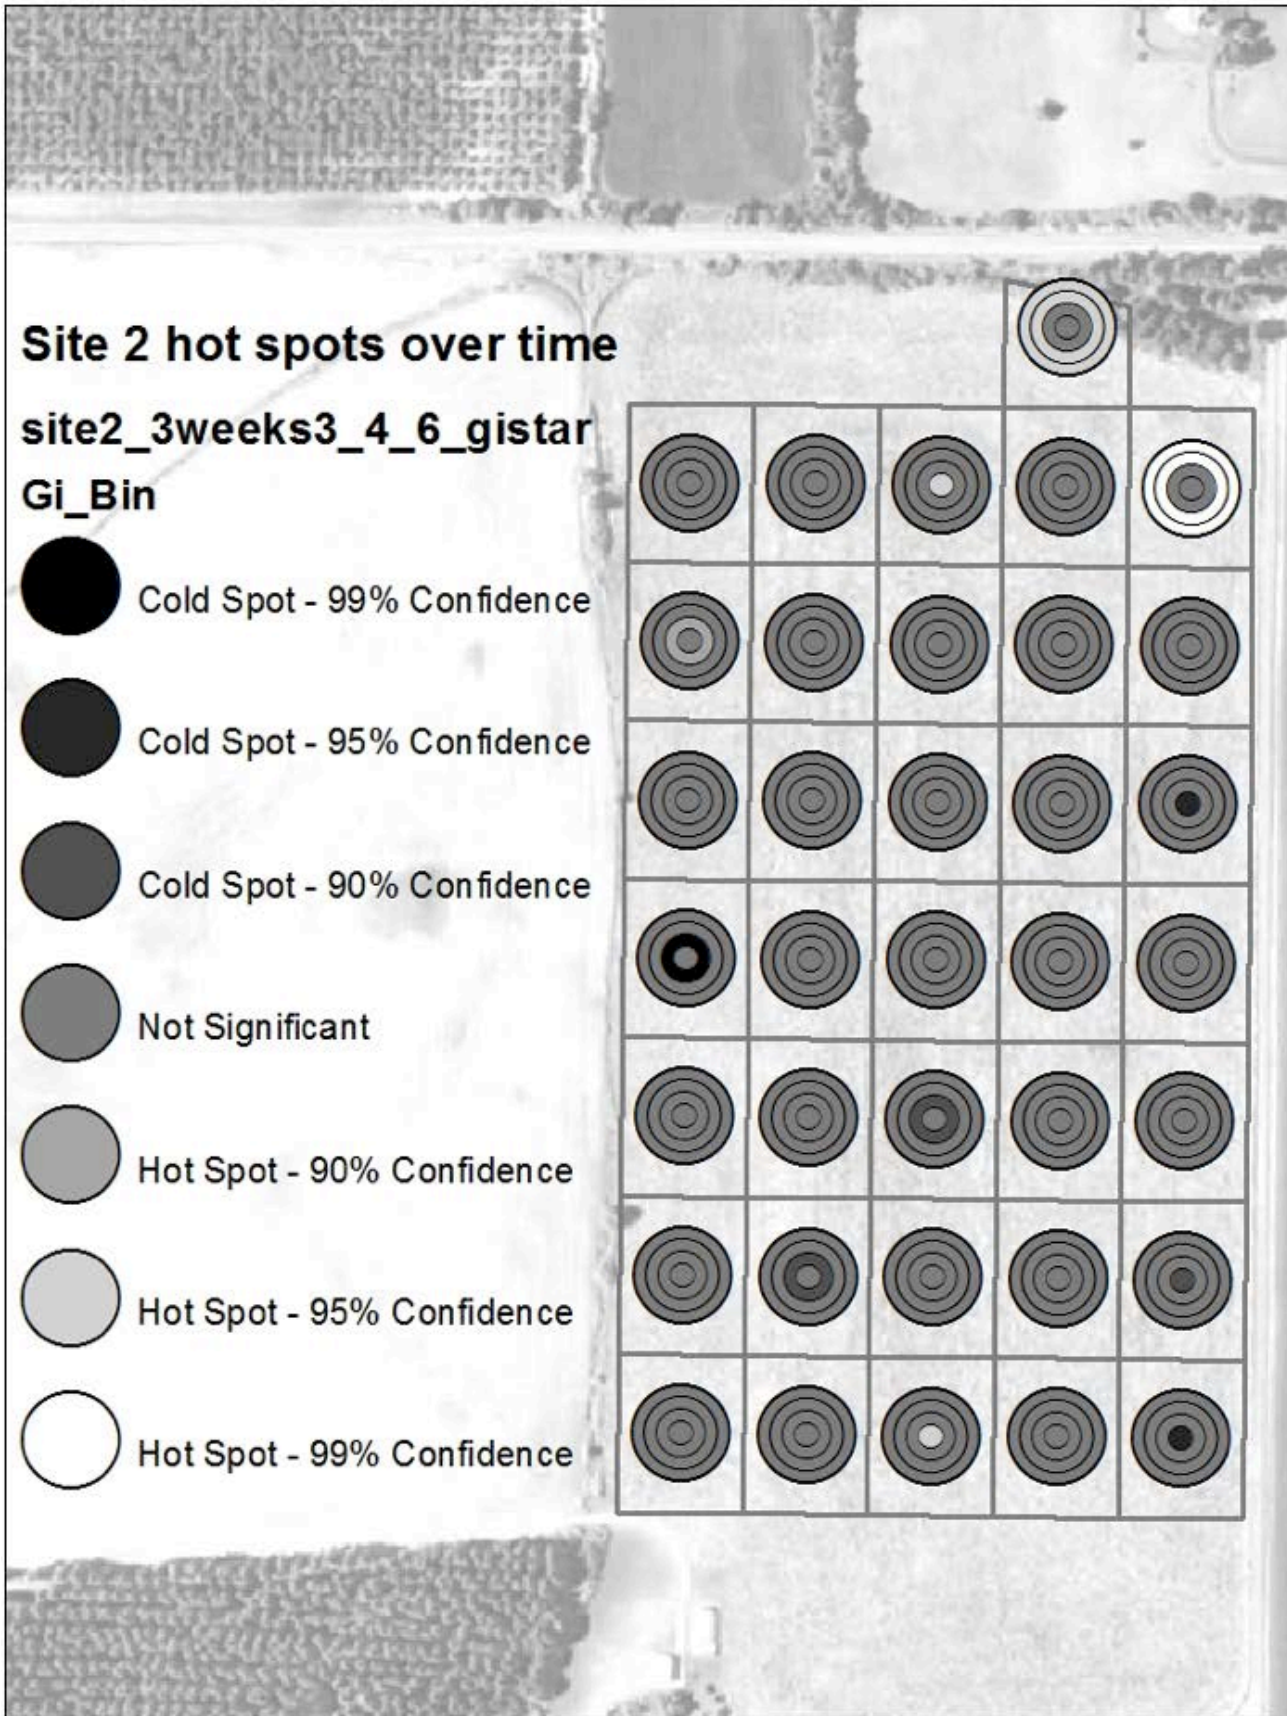 Site 2 hot spots over time
site2_3weeks3_4_6_gistar
Gi_Bin
Cold Spot - 99% Confidence
Cold Spot - 95% Confidence
Cold Spot - 90% Confidence
Not Significant
Hot Spot - 90% Confidence
Hot Spot - 95% Confidence
Hot Spot - 99% Confidence